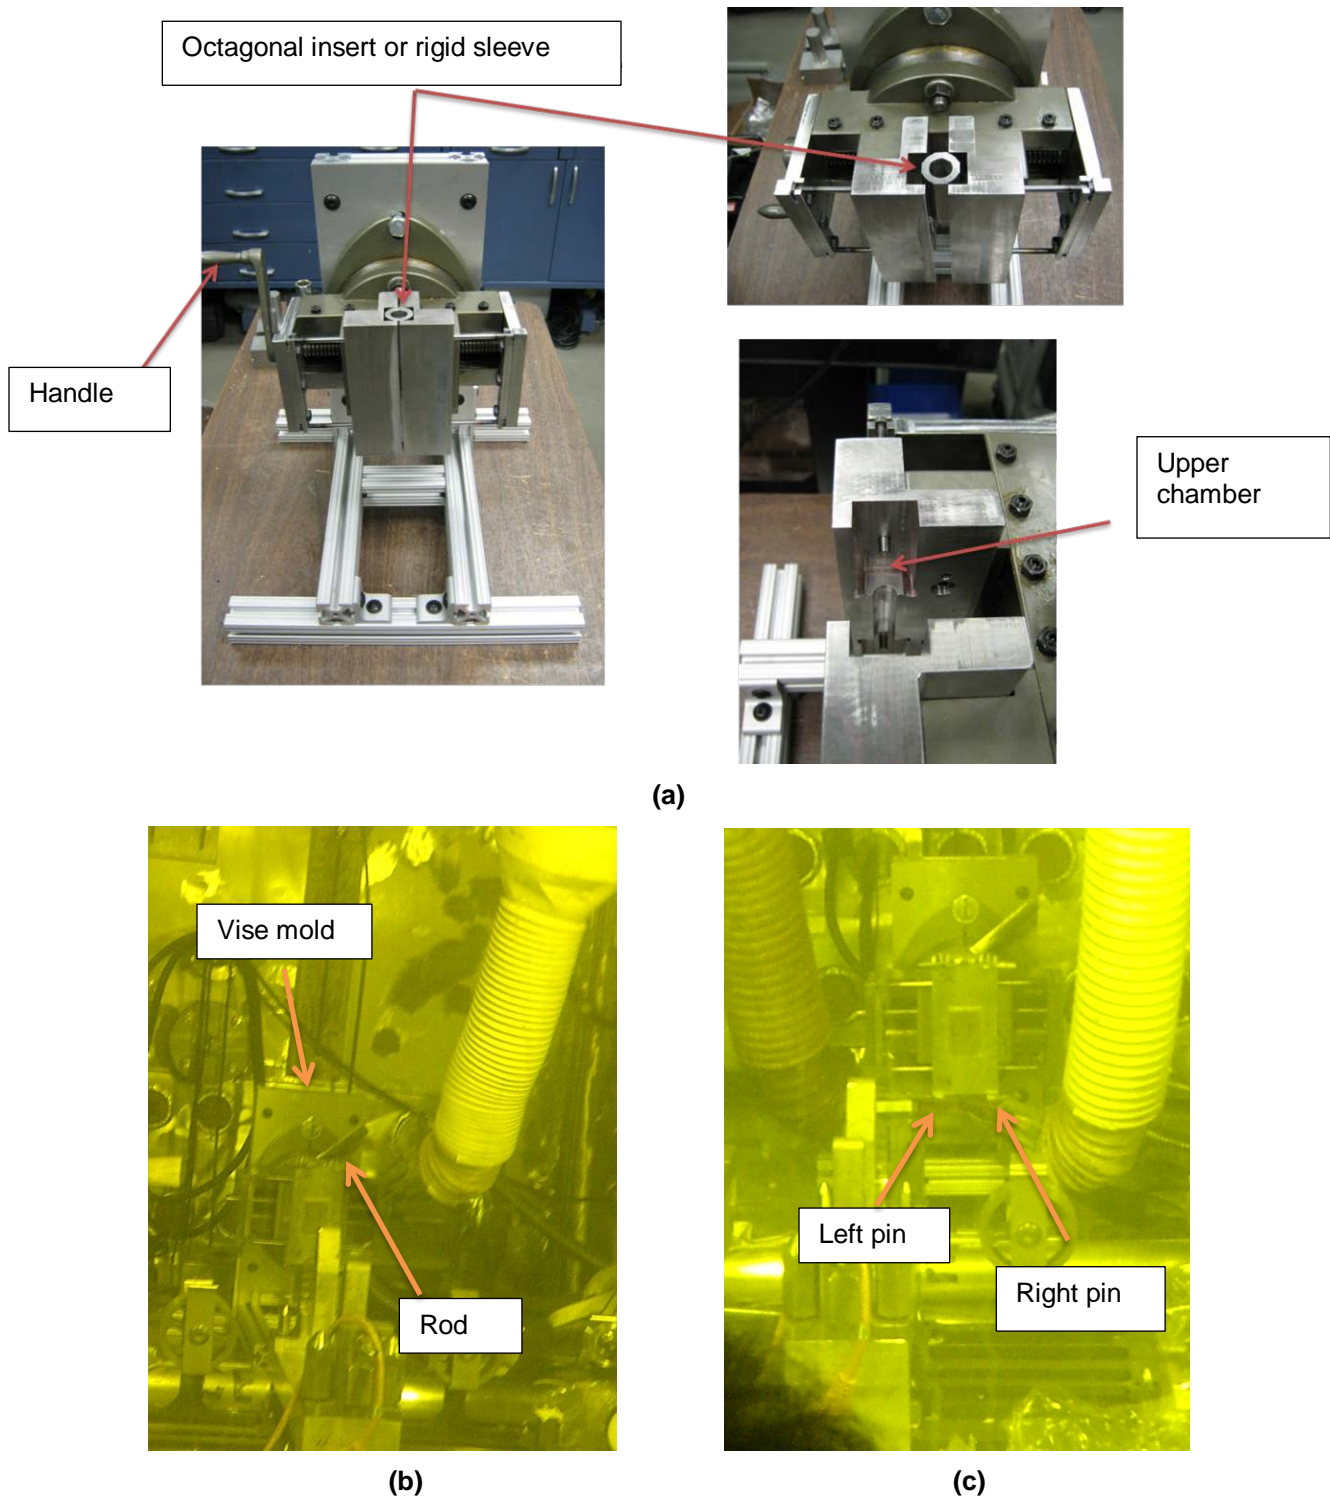 Octagonal insert or rigid sleeve
Handle
Upper
chamber
(a)
Vise mold
Rod
(b)
Left pin
Right pin
(c)